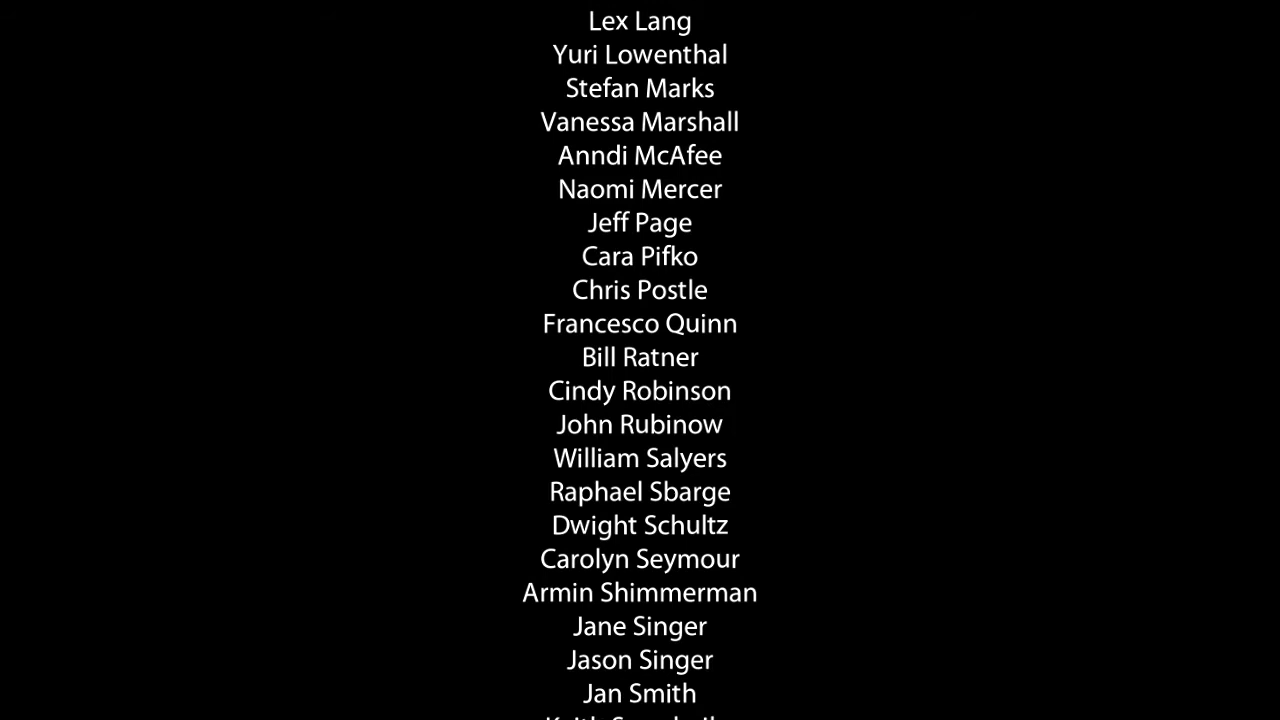 Lex Lang
Yuri Lowenthal
Stefan Marks
Vanessa Marshall
Anndi McAfee
Naomi Mercer
Jeff Page
Cara Pifko
Chris Postle
Francesco Quinn
Bill Ratner
Cindy Robinson
John Rubinow
William Salyers
Raphael Sbarge
Dwight Schultz
Carolyn Seymour
Armin Shimmerman
Jane Singer
Jason Singer
Jan Smith
Keith